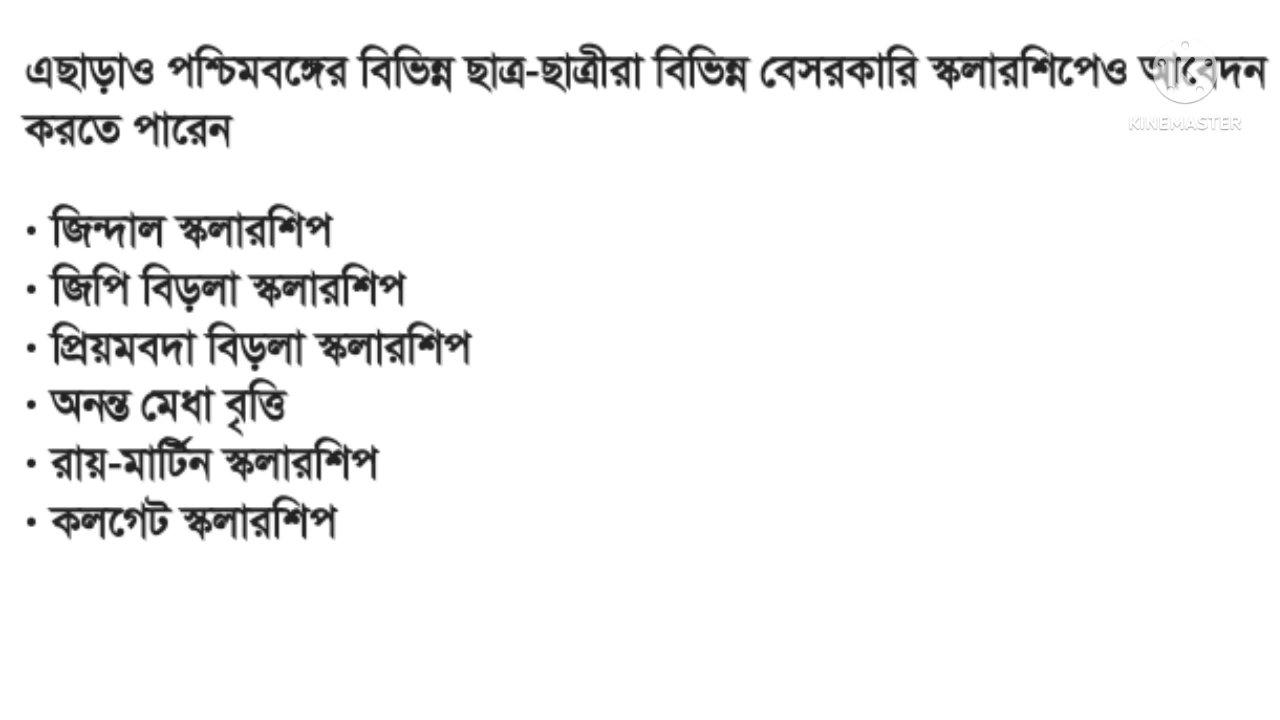 এছাড়াও পশ্চিমবঙ্গের বিভিন্ন ছাত্র-ছাত্রীরা বিভিন্ন বেসরকারি স্কলারশিপেও আবেদন
করতে পারেন
KINEMASTER
• জিন্দাল স্কলারশিপ
• জিপি বিড়লা স্কলারশিপ
• প্রিয়মবদা বিড়লা স্কলারশিপ
• অনন্ত মেধা বৃত্তি
• রায়-মার্টিন স্কলারশিপ
• কলগেট স্কলারশিপ